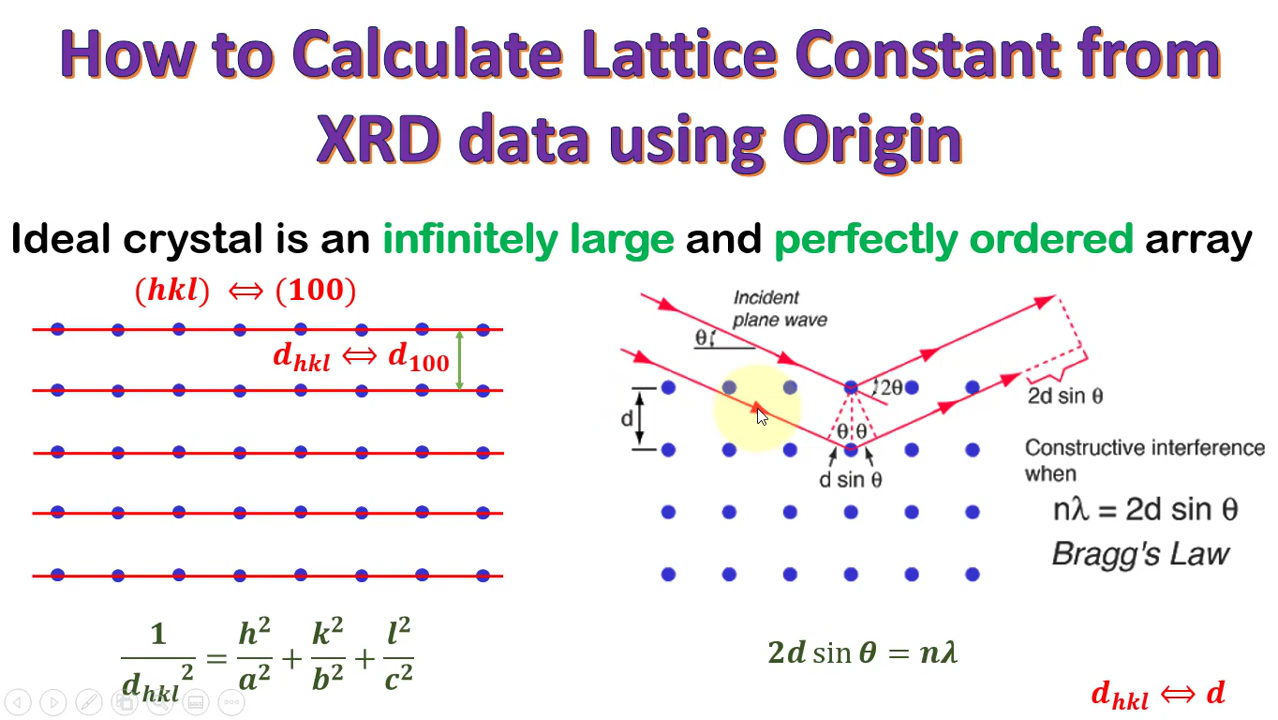 How to Calculate Lattice Constant from
XRD data using Origin
Ideal crystal is an infinitely large and perfectly ordered array
(hkl) ⇔ (100)
d_hkl ⇔ d_100
1/d_hkl² = h²/a² + k²/b² + l²/c²
Incident
plane wave
θ
2θ
2d sin θ
d
θ θ
d sin θ
Constructive interference
when
nλ = 2d sin θ
Bragg's Law
2d sin θ = nλ
d_hkl ⇔ d